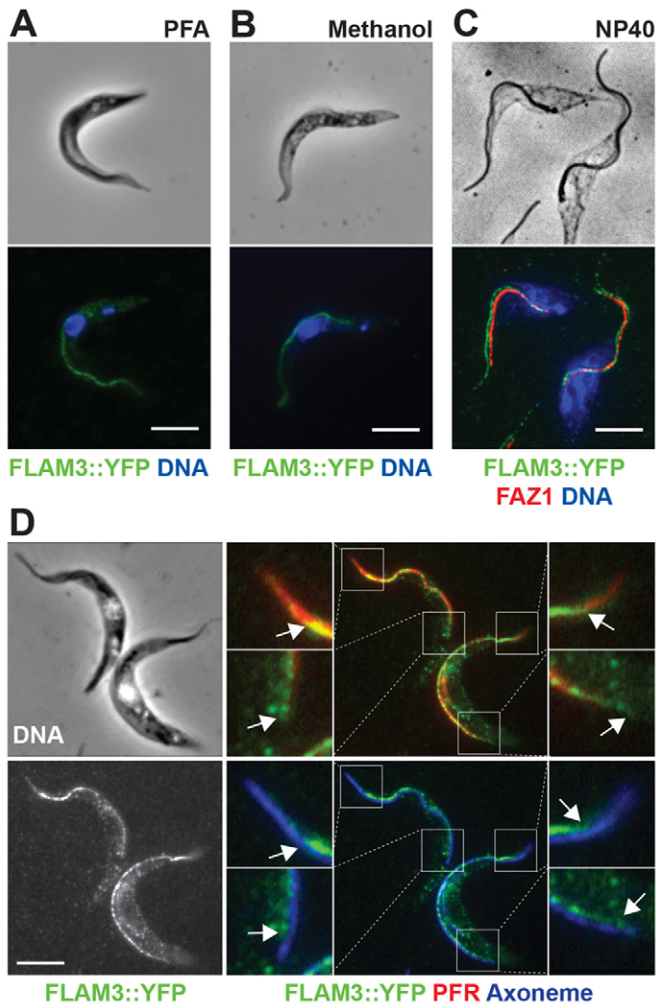 A PFA
B Methanol
C NP40
FLAM3::YFP DNA
FLAM3::YFP DNA
FLAM3::YFP
FAZ1 DNA
D
DNA
FLAM3::YFP
FLAM3::YFP PFR Axoneme